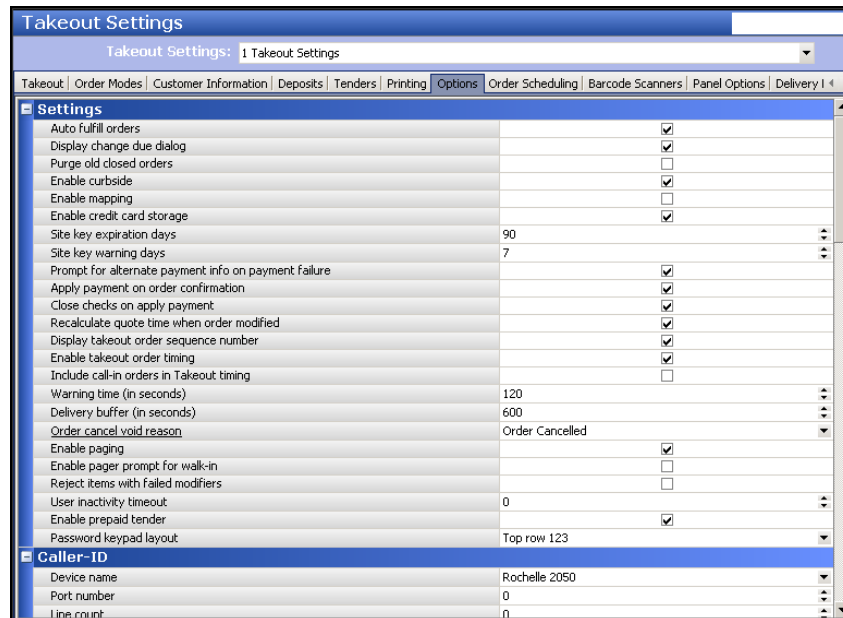 Takeout Settings
Takeout Settings: 1 Takeout Settings
Takeout Order Modes Customer Information Deposits Tenders Printing Options Order Scheduling Barcode Scanners Panel Options Delivery
Settings
Auto fulfill orders
Display change due dialog
Purge old closed orders
Enable curbside
Enable mapping
Enable credit card storage
Site key expiration days 90
Site key warning days 7
Prompt for alternate payment info on payment failure
Apply payment on order confirmation
Close checks on apply payment
Recalculate quote time when order modified
Display takeout order sequence number
Enable takeout order timing
Include call-in orders in Takeout timing
Warning time (in seconds) 120
Delivery buffer (in seconds) 600
Order cancel void reason Order Cancelled
Enable paging
Enable pager prompt for walk-in
Reject items with failed modifiers
User inactivity timeout 0
Enable prepaid tender
Password keypad layout Top row 123
Caller-ID
Device name Rochelle 2050
Port number 0
Line count 0